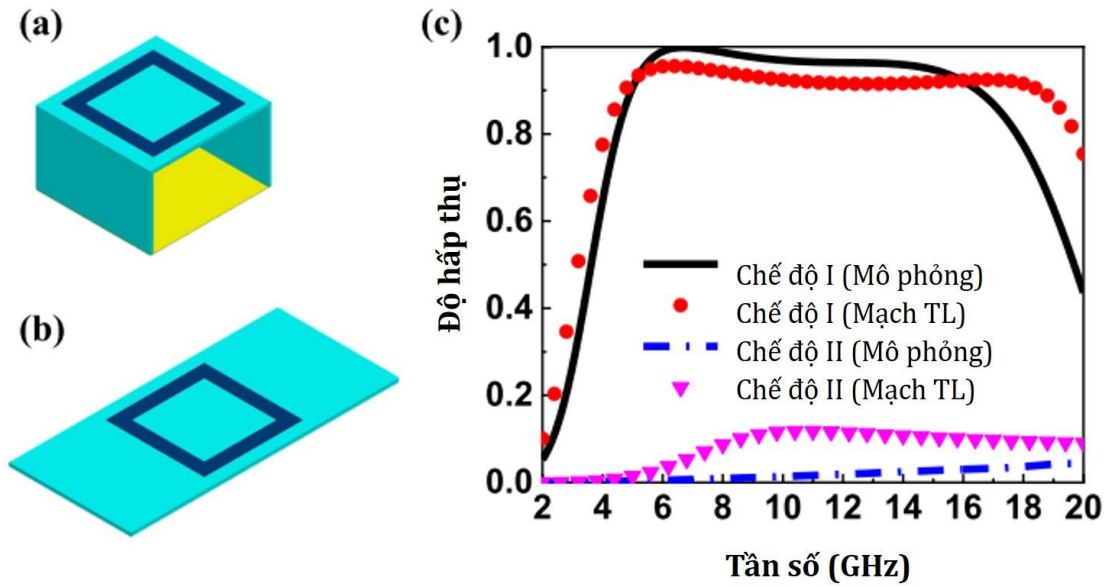 (a)
(b)
(c)
Độ hấp thụ
1.0
0.8
0.6
0.4
0.2
0.0
Chế độ I (Mô phỏng)
Chế độ I (Mạch TL)
Chế độ II (Mô phỏng)
Chế độ II (Mạch TL)
2 4 6 8 10 12 14 16 18 20
Tần số (GHz)